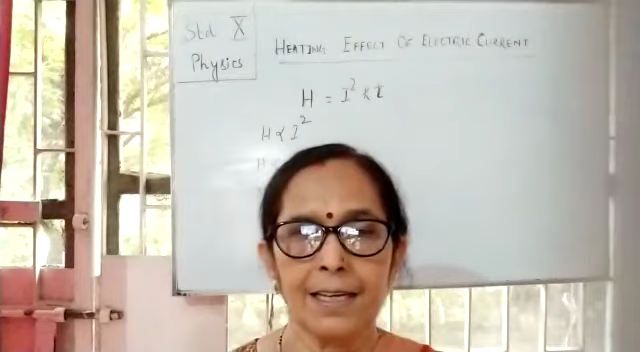 Std X
Physics
HEATING EFFECT OF ELECTRIC CURRENT
H = I² R t
H ∝ I²
H